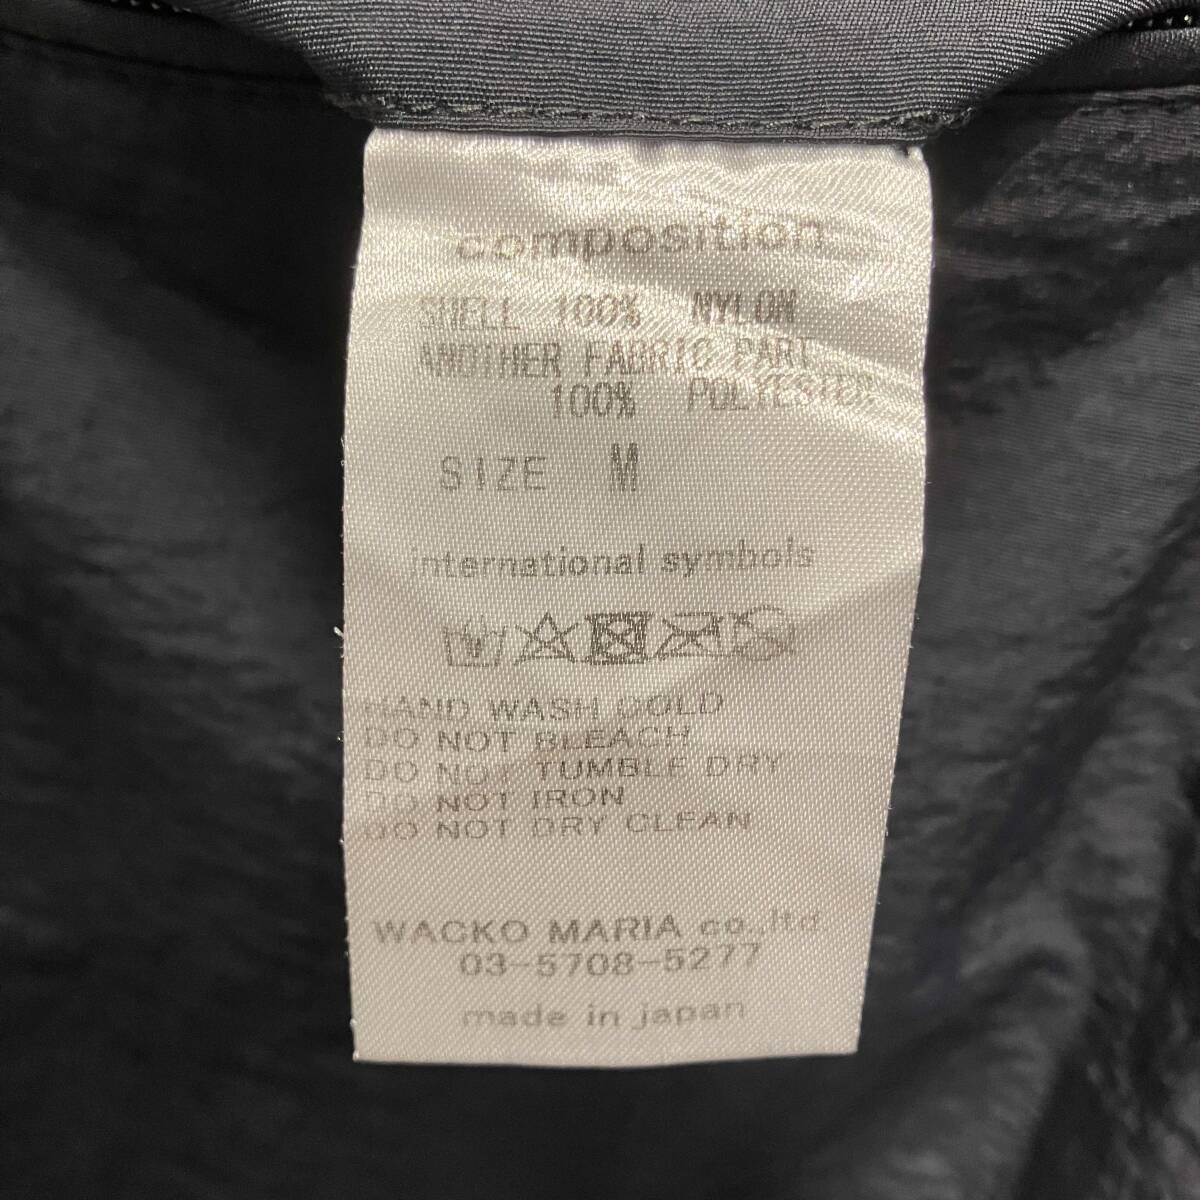 composition
SHELL 100% NYLON
ANOTHER FABRIC PART
100% POLYESTER
SIZE M
international symbols
HAND WASH COLD
DO NOT BLEACH
DO NOT TUMBLE DRY
DO NOT IRON
DO NOT DRY CLEAN
WACKO MARIA co.,ltd.
03-5708-5277
made in japan